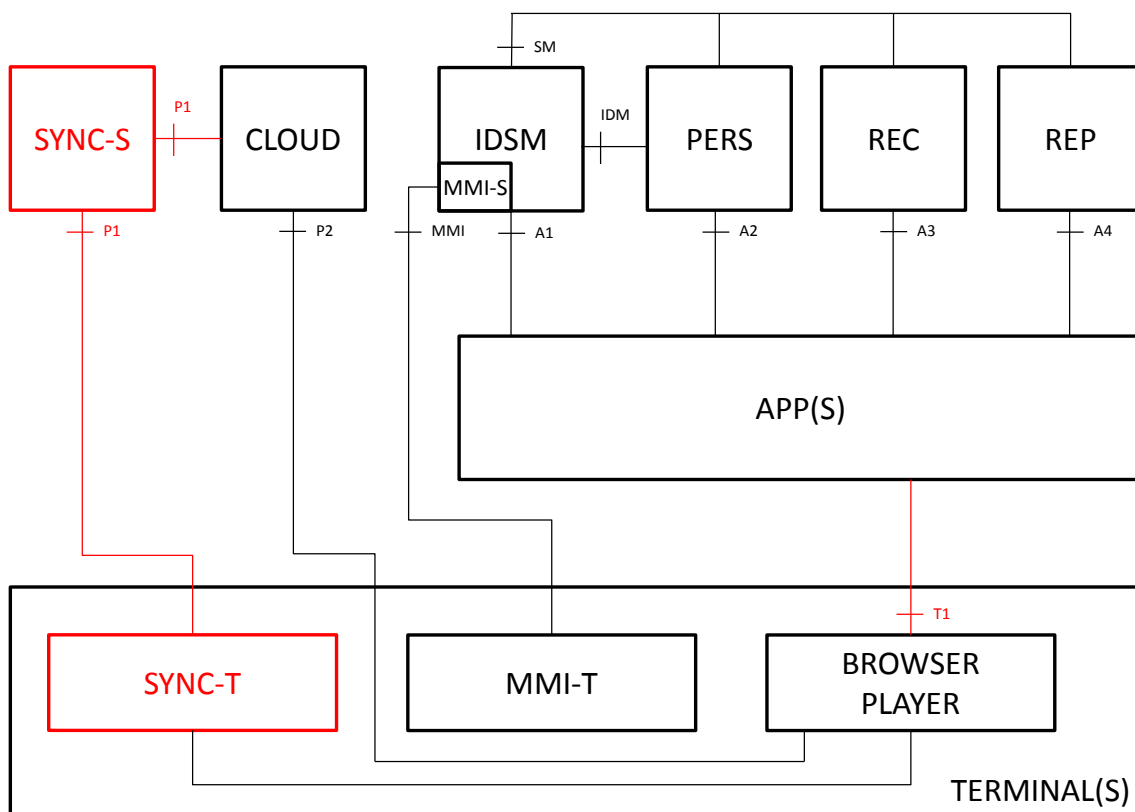 SM
P1
IDM
SYNC-S
CLOUD
IDSM
PERS
REC
REP
MMI-S
P1
P2
MMI
A1
A2
A3
A4
APP(S)
T1
SYNC-T
MMI-T
BROWSER
PLAYER
TERMINAL(S)